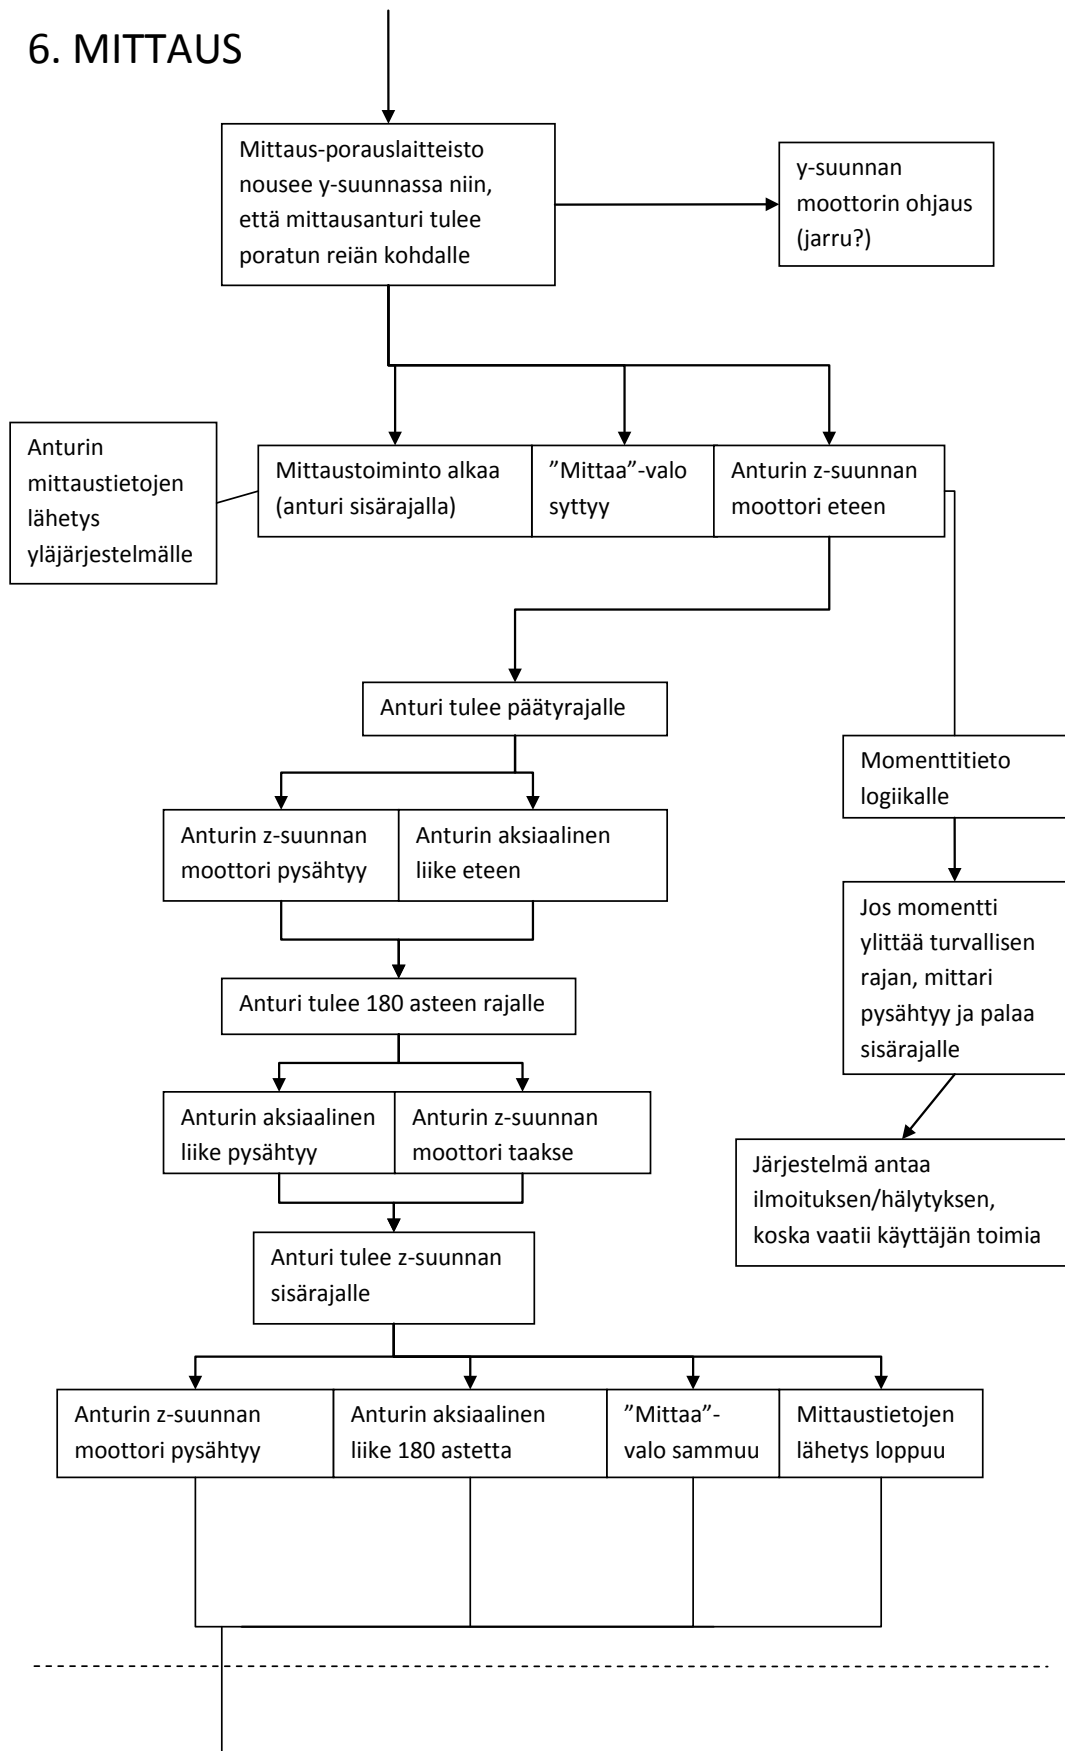 6. MITTAUS
Mittaus-porauslaitteisto
nousee y-suunnassa niin,
että mittausanturi tulee
poratun reiän kohdalle
y-suunnan
moottorin ohjaus
(jarru?)
Anturin
mittaustietojen
lähetys
yläjärjestelmälle
Mittaustoiminto alkaa
(anturi sisärajalla)
”Mittaa”-valo
syttyy
Anturin z-suunnan
moottori eteen
Anturi tulee päätyrajalle
Momenttitieto
logiikalle
Anturin z-suunnan
moottori pysähtyy
Anturin aksiaalinen
liike eteen
Jos momentti
ylittää turvallisen
rajan, mittari
pysähtyy ja palaa
sisärajalle
Anturi tulee 180 asteen rajalle
Anturin aksiaalinen
liike pysähtyy
Anturin z-suunnan
moottori taakse
Järjestelmä antaa
ilmoituksen/hälytyksen,
koska vaatii käyttäjän toimia
Anturi tulee z-suunnan
sisärajalle
Anturin z-suunnan
moottori pysähtyy
Anturin aksiaalinen
liike 180 astetta
”Mittaa”-
valo sammuu
Mittaustietojen
lähetys loppuu